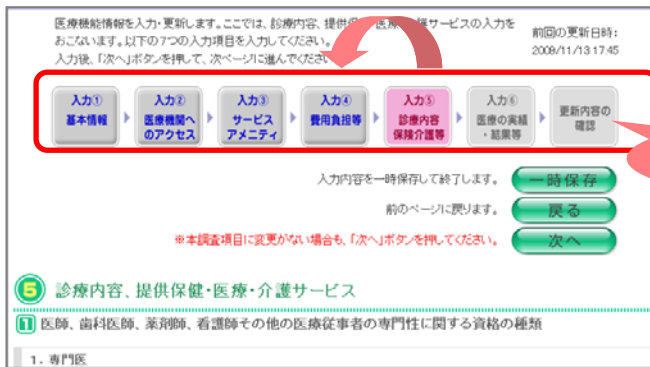 医療機能情報を入力・更新します。ここでは、診療内容、提供保 医療 護サービスの入力を
おこないます。以下の7つの入力項目を入力してください。
入力後、「次へ」ボタンを押して、次ページに進んでくださ
前回の更新日時:
2008/11/13 17:45
入力①
基本情報
入力②
医療機関へ
のアクセス
入力③
サービス
アメニティ
入力④
費用負担等
入力⑤
診療内容
保険介護等
入力⑥
医療の実績
・結果等
更新内容の
確認
入力内容を一時保存して終了します。
一時保存
前のページに戻ります。
戻る
※本調査項目に変更がない場合も、「次へ」ボタンを押してください。
次へ
5 診療内容、提供保健・医療・介護サービス
1 医師、歯科医師、薬剤師、看護師その他の医療従事者の専門性に関する資格の種類
1. 専門医